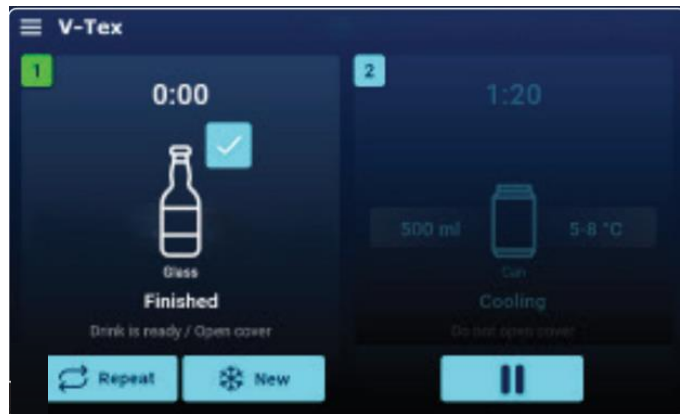 V-Tex
1
0:00
Glass
Finished
Drink is ready / Open cover
Repeat
New
2
1:20
500 ml
5-8 °C
Can
Cooling
Do not open cover